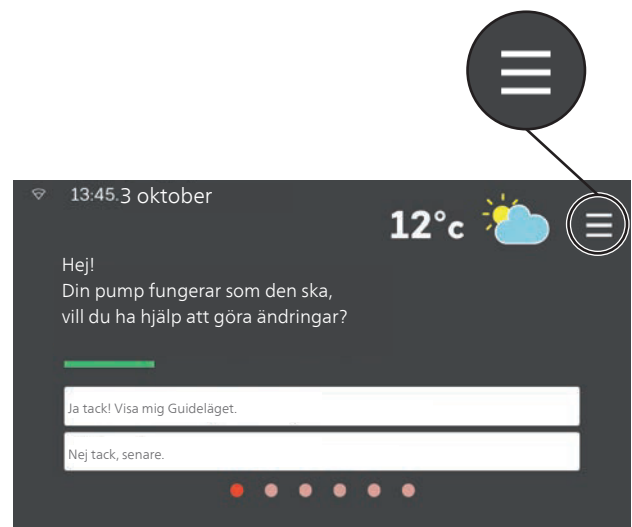 13:45.3 oktober
12°c
Hej!
Din pump fungerar som den ska,
vill du ha hjälp att göra ändringar?
Ja tack! Visa mig Guideläget.
Nej tack, senare.